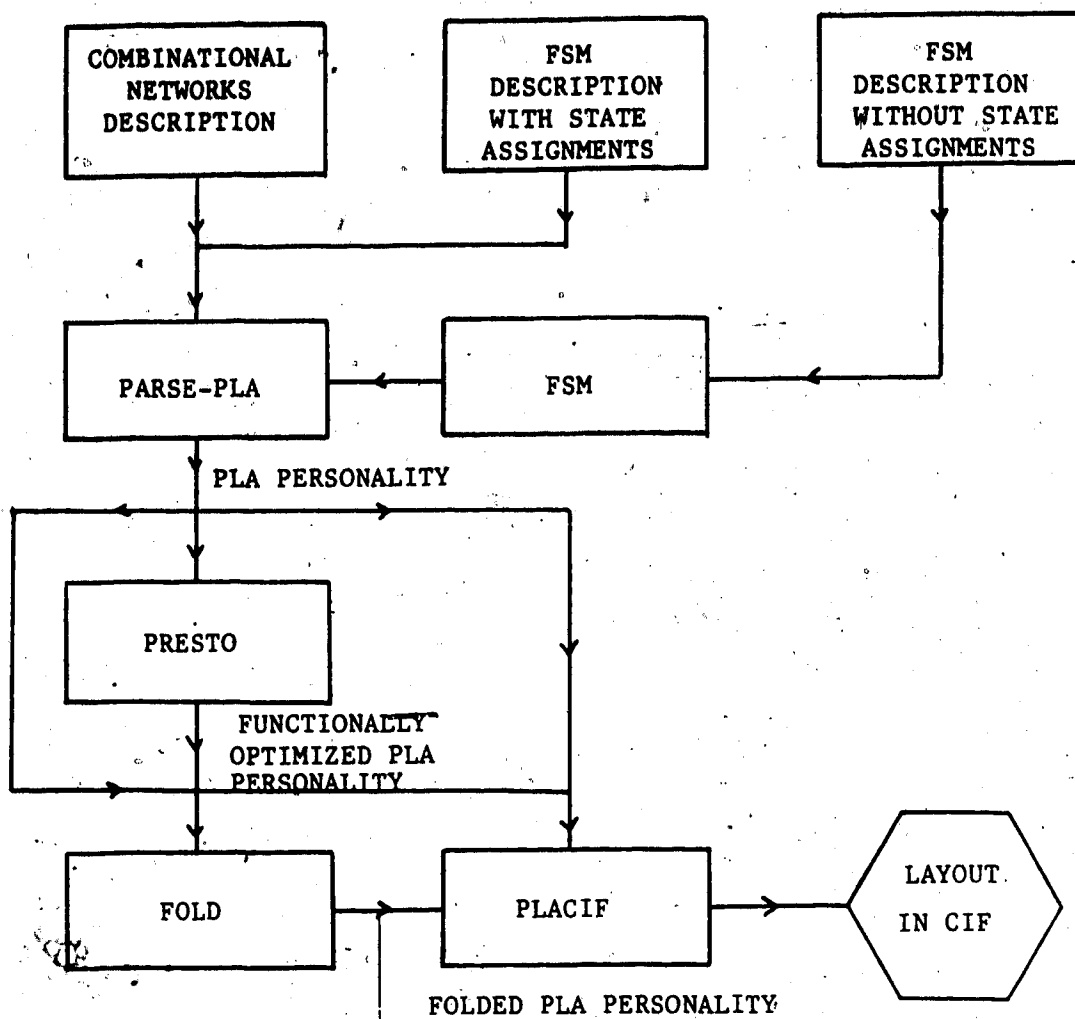 COMBINATIONAL
NETWORKS
DESCRIPTION
FSM
DESCRIPTION
WITH STATE
ASSIGNMENTS
FSM
DESCRIPTION
WITHOUT STATE
ASSIGNMENTS
PARSE-PLA
FSM
PLA PERSONALITY
PRESTO
FUNCTIONALLY
OPTIMIZED PLA
PERSONALITY
FOLD
PLACIF
LAYOUT
IN CIF
FOLDED PLA PERSONALITY